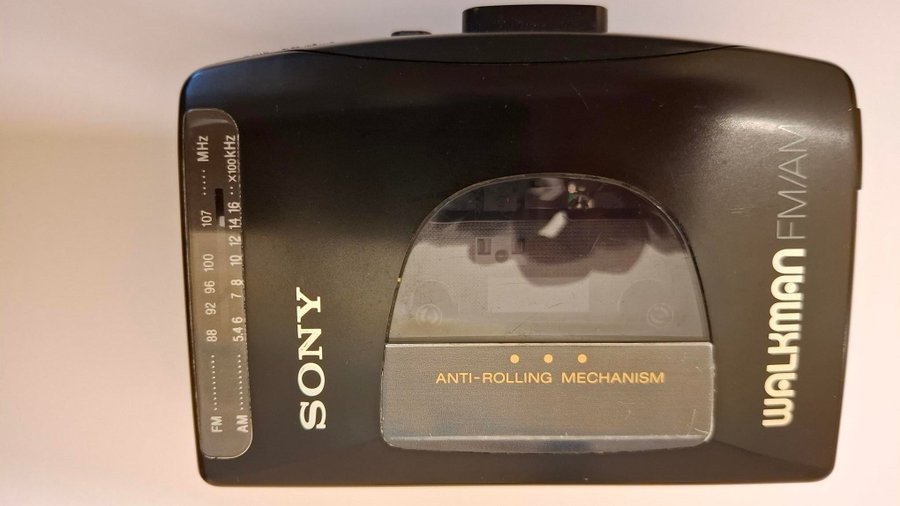 FM 88 92 96 100 107 MHz
AM 5.4 6 7 8 10 12 14 16 X100kHz
SONY
ANTI-ROLLING MECHANISM
WALKMAN FM/AM